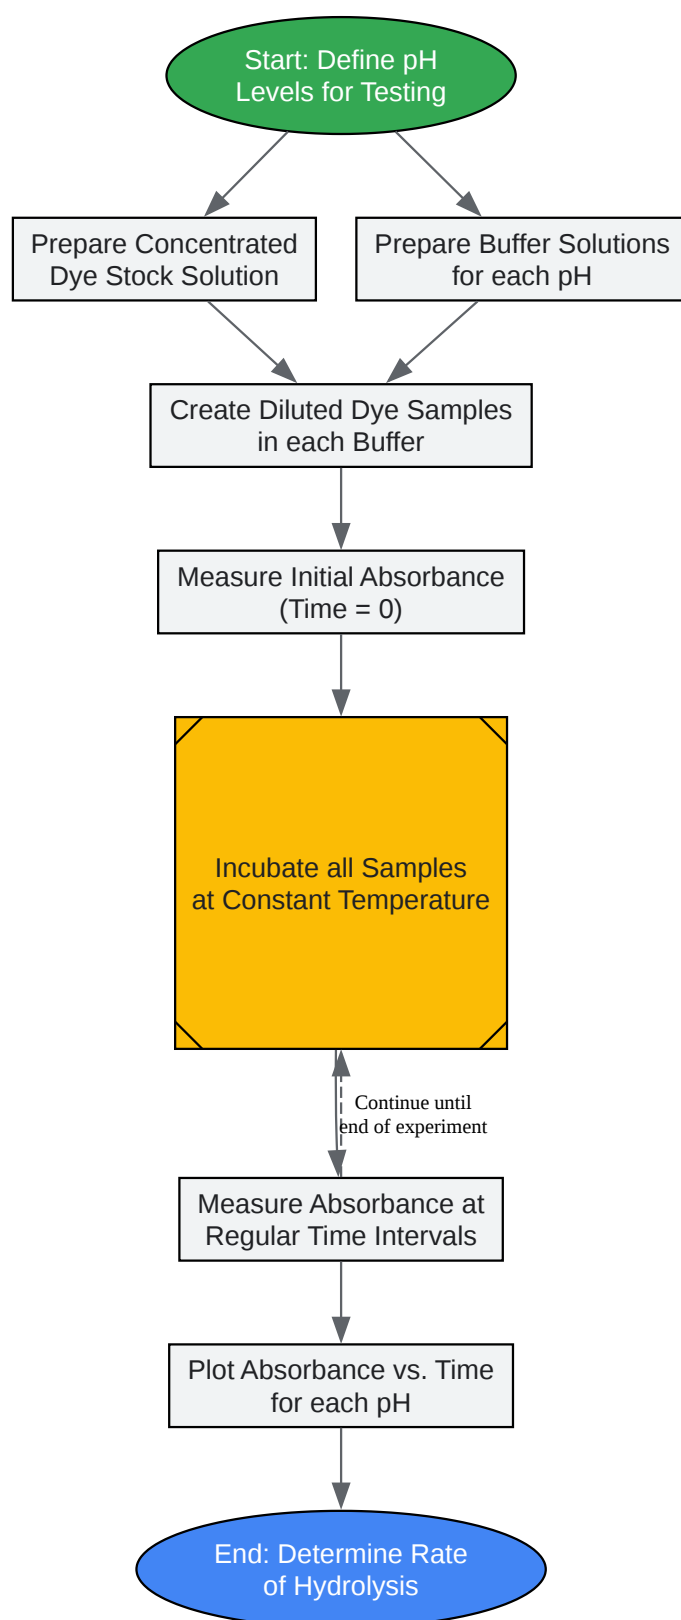 Start: Define pH
Levels for Testing
Prepare Concentrated
Dye Stock Solution
Prepare Buffer Solutions
for each pH
Create Diluted Dye Samples
in each Buffer
Measure Initial Absorbance
(Time = 0)
Incubate all Samples
at Constant Temperature
Continue until
end of experiment
Measure Absorbance at
Regular Time Intervals
Plot Absorbance vs. Time
for each pH
End: Determine Rate
of Hydrolysis